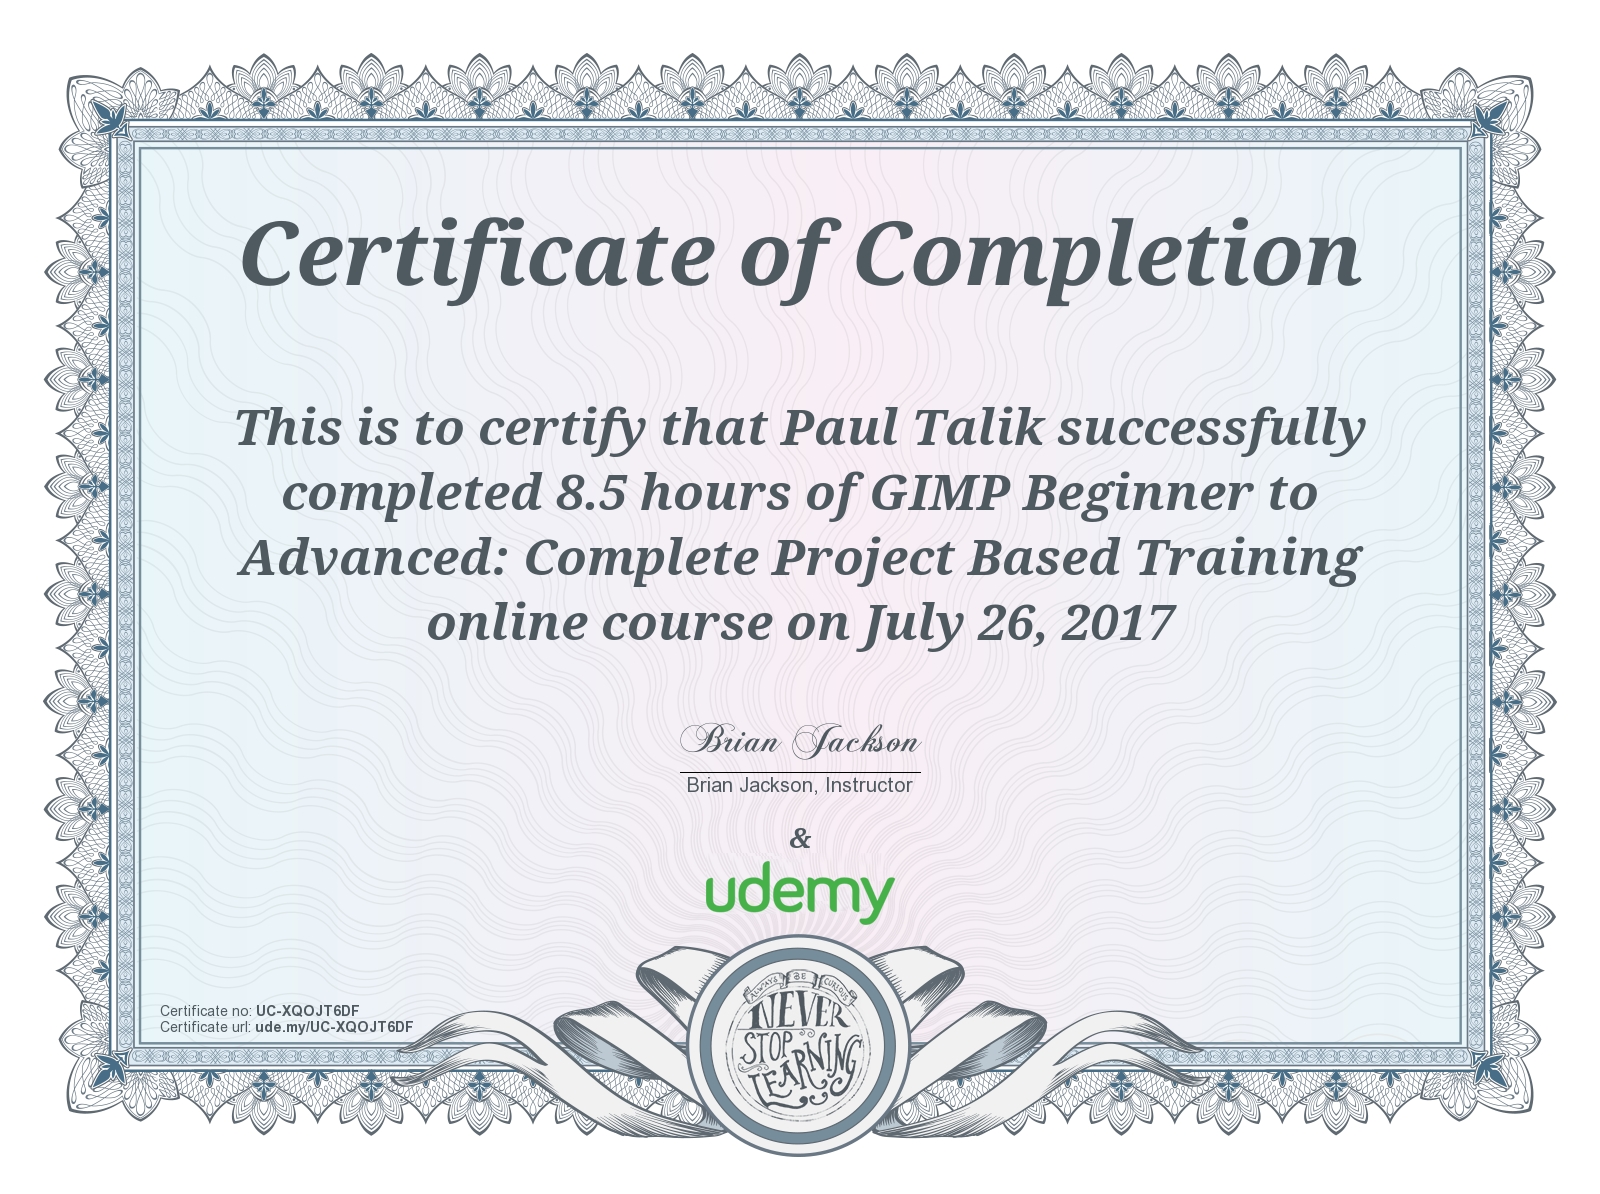 Certificate of Completion
This is to certify that Paul Talik successfully
completed 8.5 hours of GIMP Beginner to
Advanced: Complete Project Based Training
online course on July 26, 2017
Brian Jackson
Brian Jackson, Instructor
&
udemy
ALWAYS BE CURIOUS
NEVER
STOP
LEARNING
Certificate no: UC-XQOJT6DF
Certificate url: ude.my/UC-XQOJT6DF